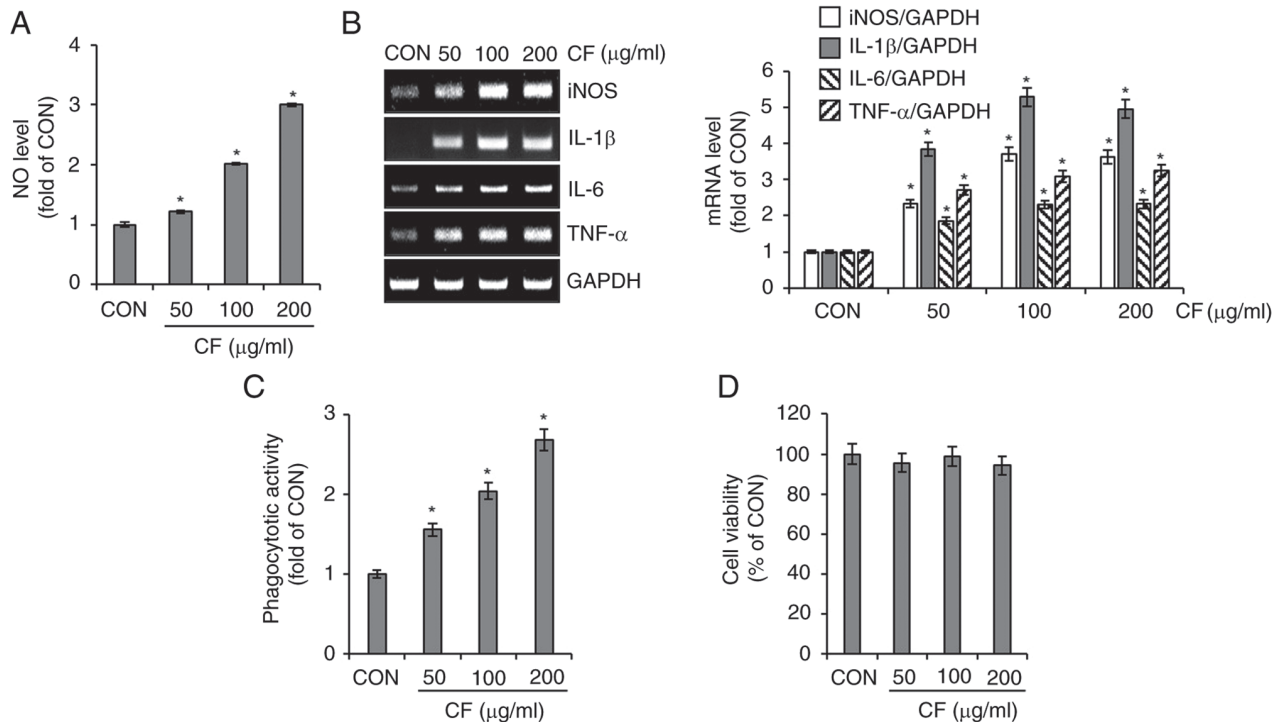 A
NO level
(fold of CON)
4
3
2
1
0
*
*
*
CON
50
100
200
CF (μg/ml)
B
CON 50 100 200 CF (μg/ml)
iNOS
IL-1β
IL-6
TNF-α
GAPDH
iNOS/GAPDH
IL-1β/GAPDH
IL-6/GAPDH
TNF-α/GAPDH
mRNA level
(fold of CON)
6
5
4
3
2
1
0
* * * *
* * * *
* * * *
CON 50 100 200 CF (μg/ml)
C
Phagocytotic activity
(fold of CON)
3
2
1
0
*
*
*
CON 50 100 200
CF (μg/ml)
D
Cell viability
(% of CON)
120
100
80
60
40
20
0
CON 50 100 200
CF (μg/ml)